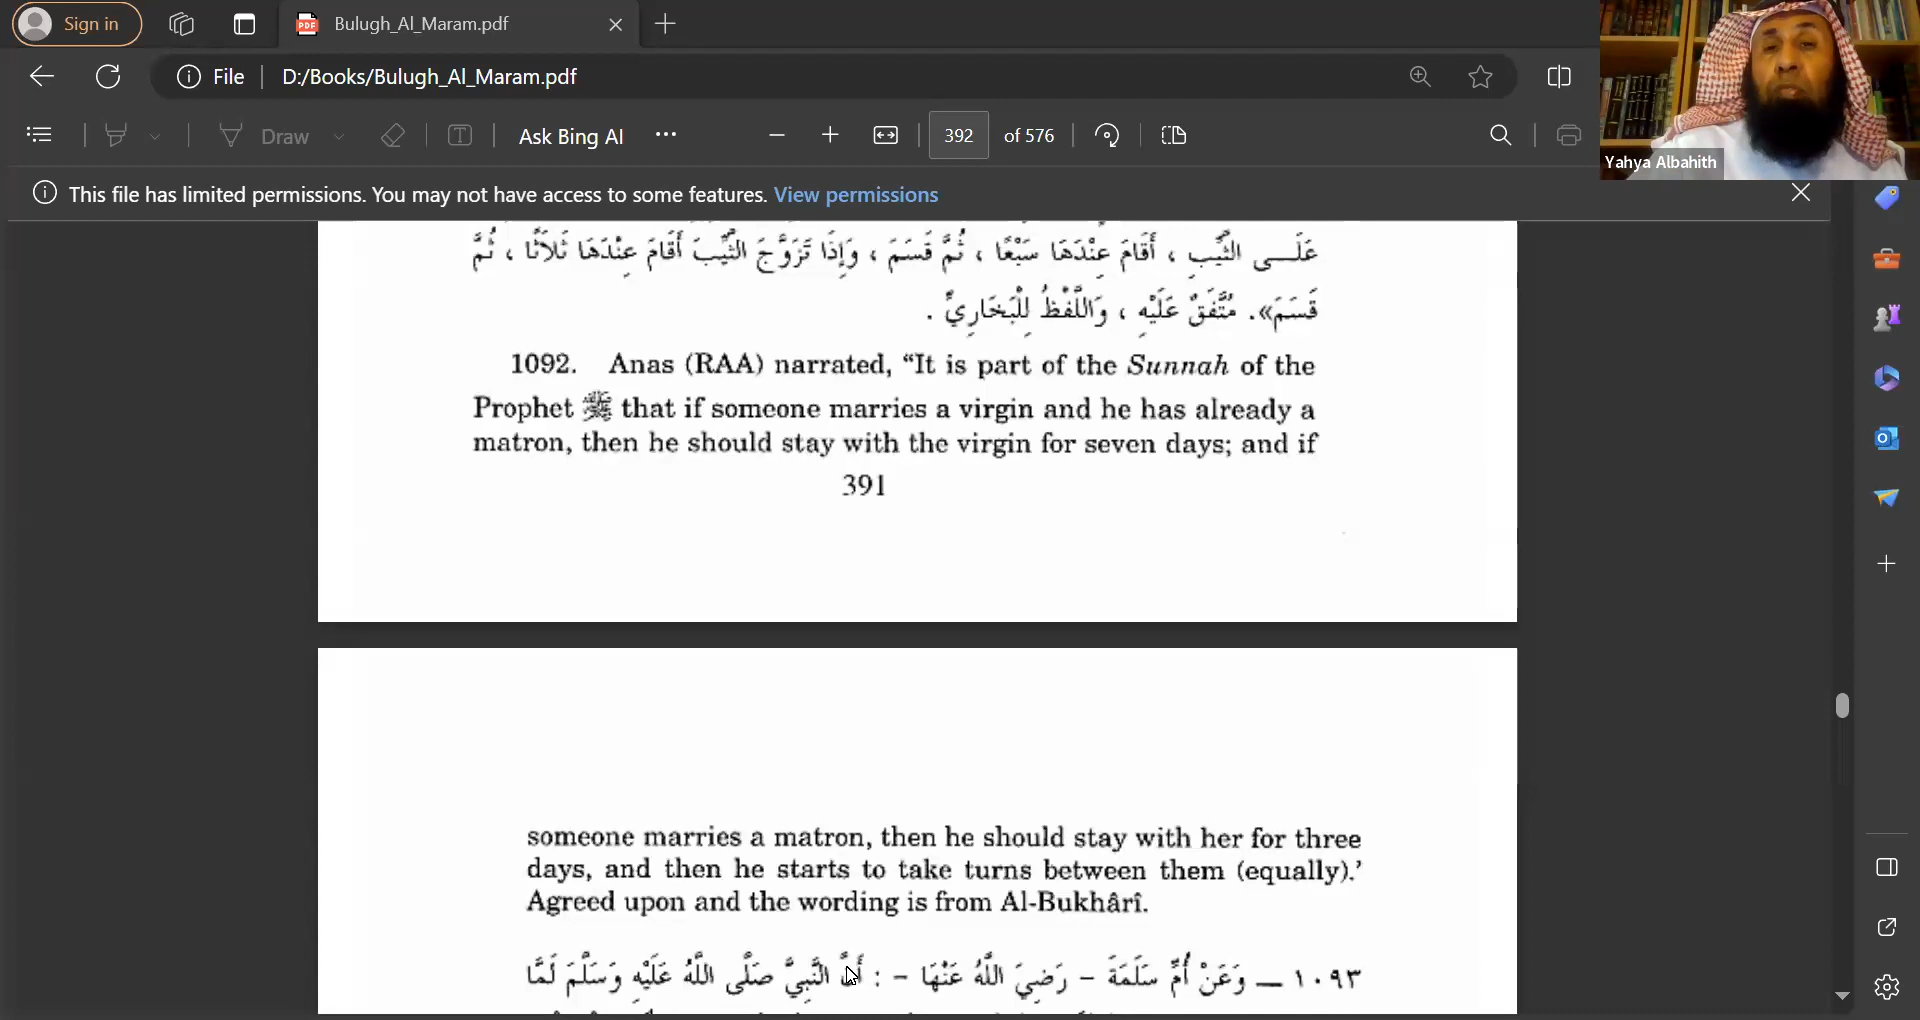 Sign in
Bulugh_Al_Maram.pdf
File
D:/Books/Bulugh_Al_Maram.pdf
Draw
Ask Bing AI
392 of 576
Yahya Albahith
This file has limited permissions. You may not have access to some features. View permissions
عَلَـــى الثَّيِّبِ ، أَقَامَ عِنْدَهَا سَبْعًا ، ثُمَّ قَسَمَ ، وَإِذَا تَزَوَّجَ الثَّيِّبَ أَقَامَ عِنْدَهَا ثَلاَثًا ، ثُمَّ
قَسَمَ». مُتَّفَقٌ عَلَيْهِ ، وَاللَّفْظُ لِلْبُخَارِيِّ .
1092. Anas (RAA) narrated, “It is part of the Sunnah of the
Prophet ﷺ that if someone marries a virgin and he has already a
matron, then he should stay with the virgin for seven days; and if
391
someone marries a matron, then he should stay with her for three
days, and then he starts to take turns between them (equally).’
Agreed upon and the wording is from Al-Bukhârî.
١٠٩٣ ــ وَعَنْ أُمِّ سَلَمَةَ - رَضِيَ اللَّهُ عَنْهَا - : أَنَّ النَّبِيَّ صَلَّى اللَّهُ عَلَيْهِ وَسَلَّمَ لَمَّا